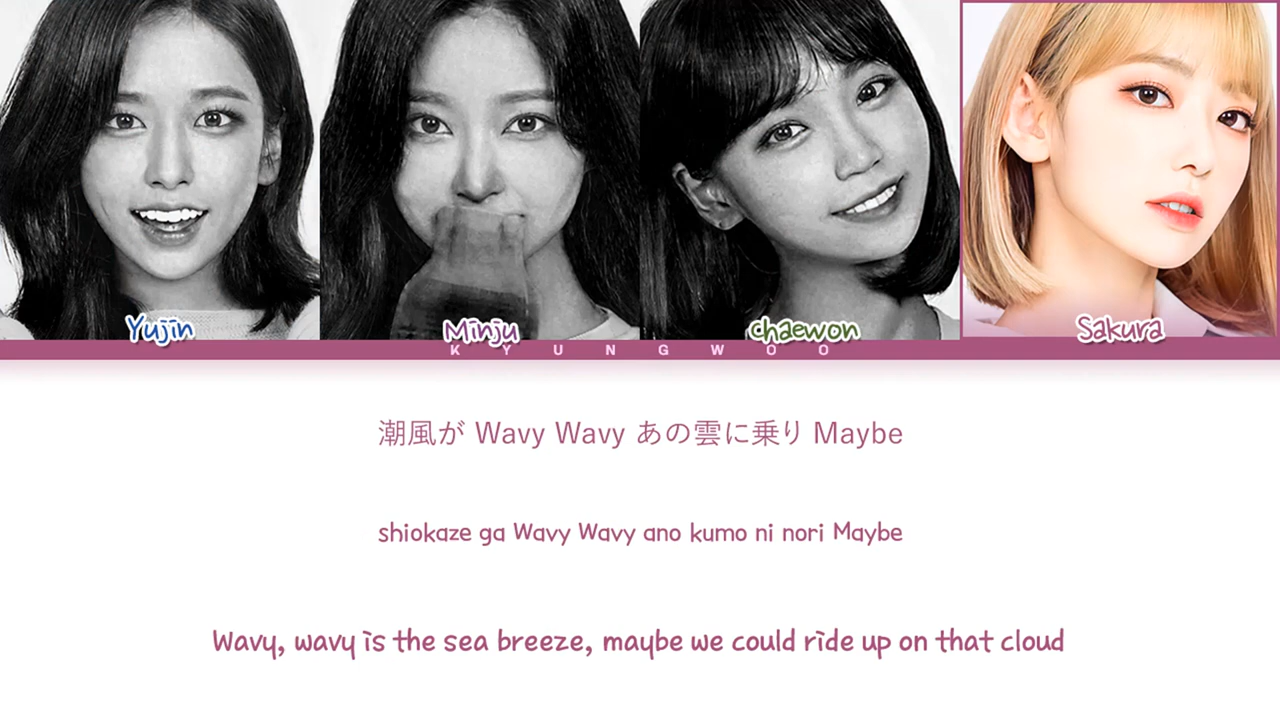 Yujin Minju chaewon Sakura
KYUNGWOO
潮風が Wavy Wavy あの雲に乗り Maybe
shiokaze ga Wavy Wavy ano kumo ni nori Maybe
Wavy, wavy is the sea breeze, maybe we could ride up on that cloud